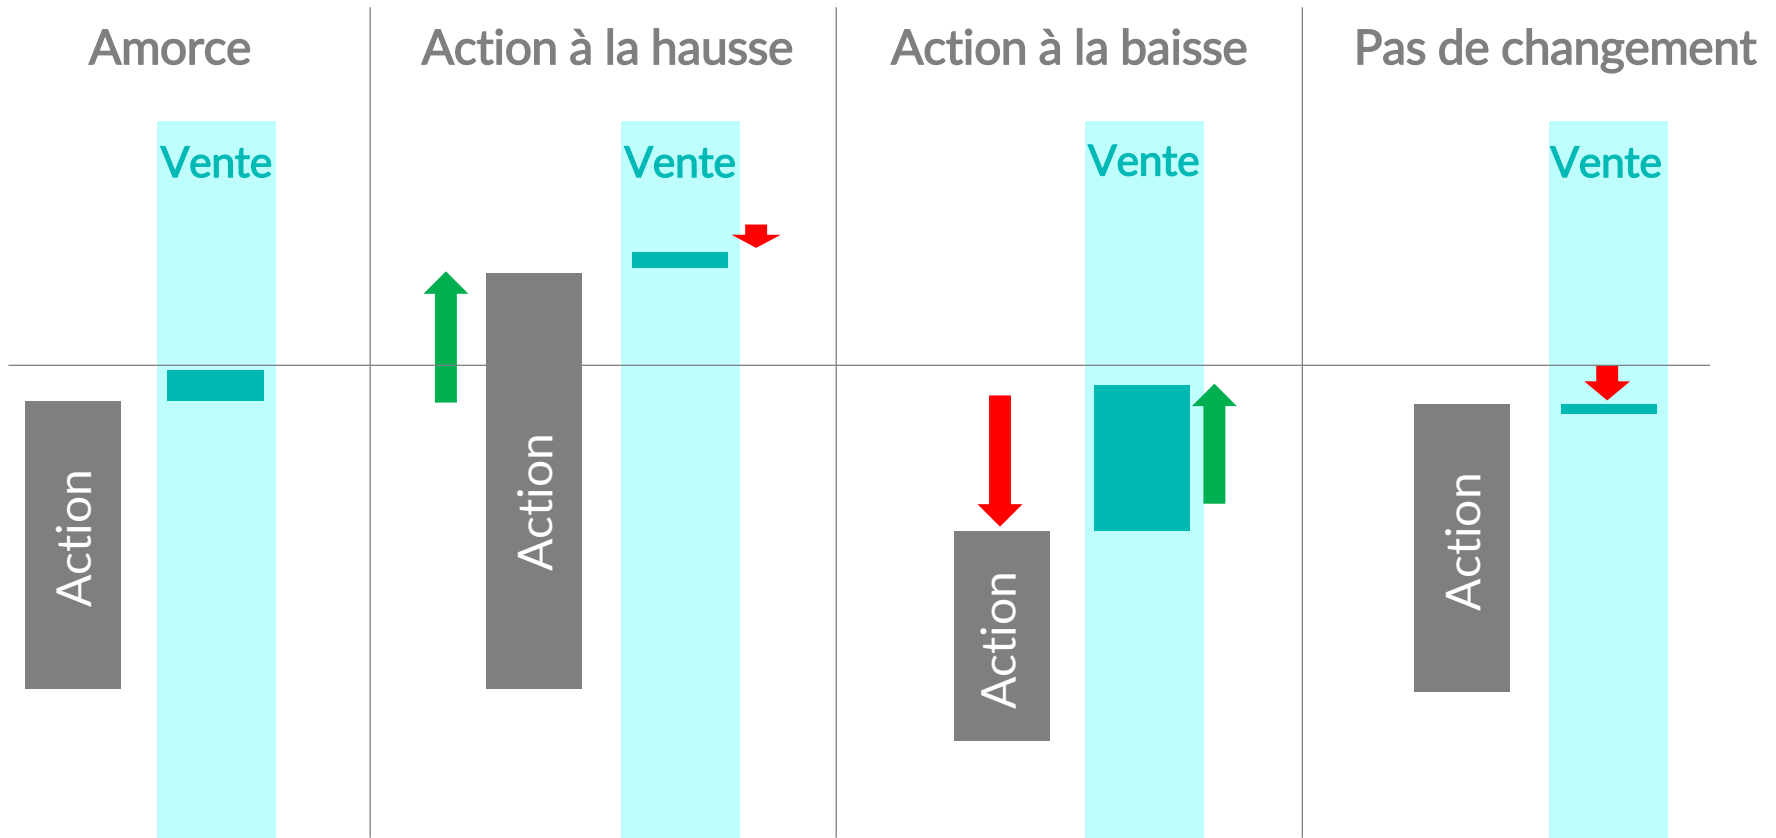 Amorce
Action à la hausse
Action à la baisse
Pas de changement
Vente
Vente
Vente
Vente
Action
Action
Action
Action